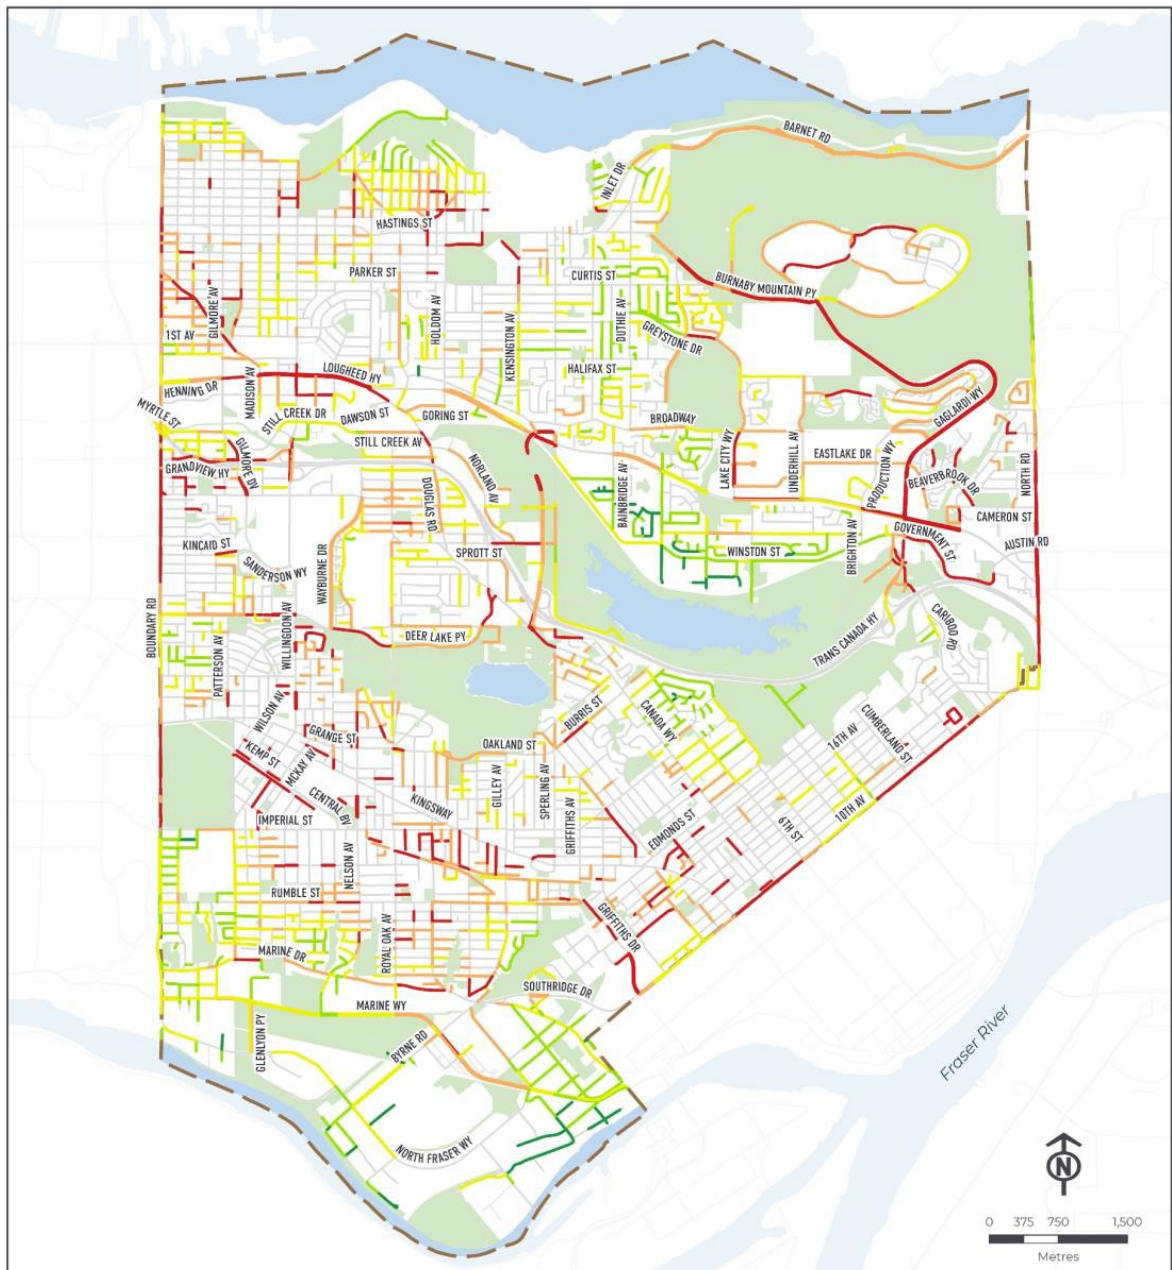 BARNET RD
INLET DR
HASTINGS ST
PARKER ST
CURTIS ST
BURNABY MOUNTAIN PY
GILMORE AV
HOLDOM AV
DUTHIE AV
1ST AV
GREYSTONE DR
KENSINGTON AV
LOUGHEED HY
HALIFAX ST
HENNING DR
MADISON AV
GAGLARDI WY
MYRTLE ST
STILL CREEK DR
DAWSON ST
GORING ST
BROADWAY
STILL CREEK AV
LAKE CITY WY
UNDERHILL AV
EASTLAKE DR
PRODUCTION WY
NORTH RD
GRANDVIEW HY
GILMORE DV
NORLAND AV
BEAVERBROOK DR
DOUGLAS RD
BAINBRIDGE AV
CAMERON ST
KINCAID ST
SPROTT ST
WINSTON ST
BRIGHTON AV
GOVERNMENT ST
AUSTIN RD
SANDERSON WY
WAYBURNE DR
BOUNDARY RD
WILLINGDON AV
DEER LAKE PY
TRANS CANADA HY
CARIBOO RD
PATTERSON AV
WILSON AV
BURRIS ST
CANADA WY
GRANGE ST
OAKLAND ST
16TH AV
CUMBERLAND ST
KEMP ST
MCKAY AV
GILLEY AV
SPERLING AV
CENTRAL BV
KINGSWAY
GRIFFITHS AV
10TH AV
IMPERIAL ST
EDMONDS ST
6TH ST
NELSON AV
RUMBLE ST
ROYAL OAK AV
GRIFFITHS DR
MARINE DR
SOUTHRIDGE DR
MARINE WY
GLENLYON PY
BYRNE RD
Fraser River
NORTH FRASER WY
N
0 375 750 1,500
Metres